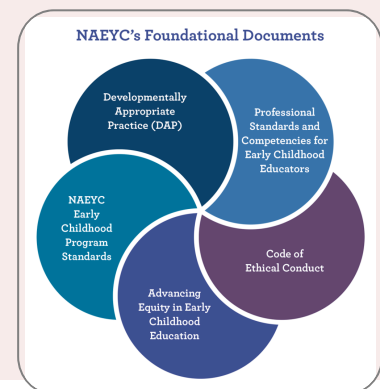 NAEYC’s Foundational Documents
Developmentally
Appropriate
Practice (DAP)
Professional
Standards and
Competencies for
Early Childhood
Educators
Code of
Ethical Conduct
Advancing
Equity in Early
Childhood
Education
NAEYC
Early
Childhood
Program
Standards